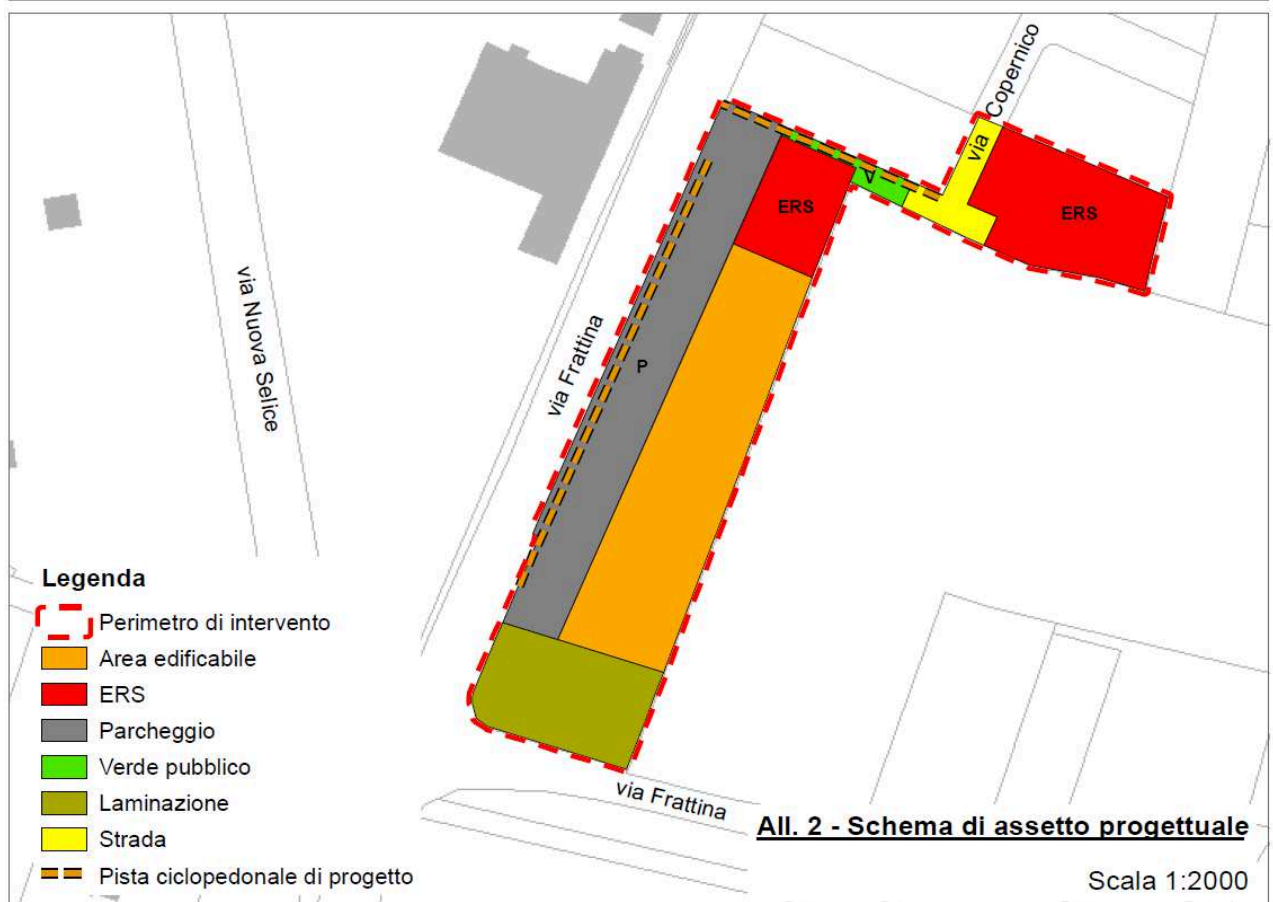 via Copernico
ERS
V
ERS
via Nuova Selice
via Frattina
P
Legenda
Perimetro di intervento
Area edificabile
ERS
Parcheggio
Verde pubblico
Laminazione
Strada
Pista ciclopedonale di progetto
via Frattina
All. 2 - Schema di assetto progettuale
Scala 1:2000